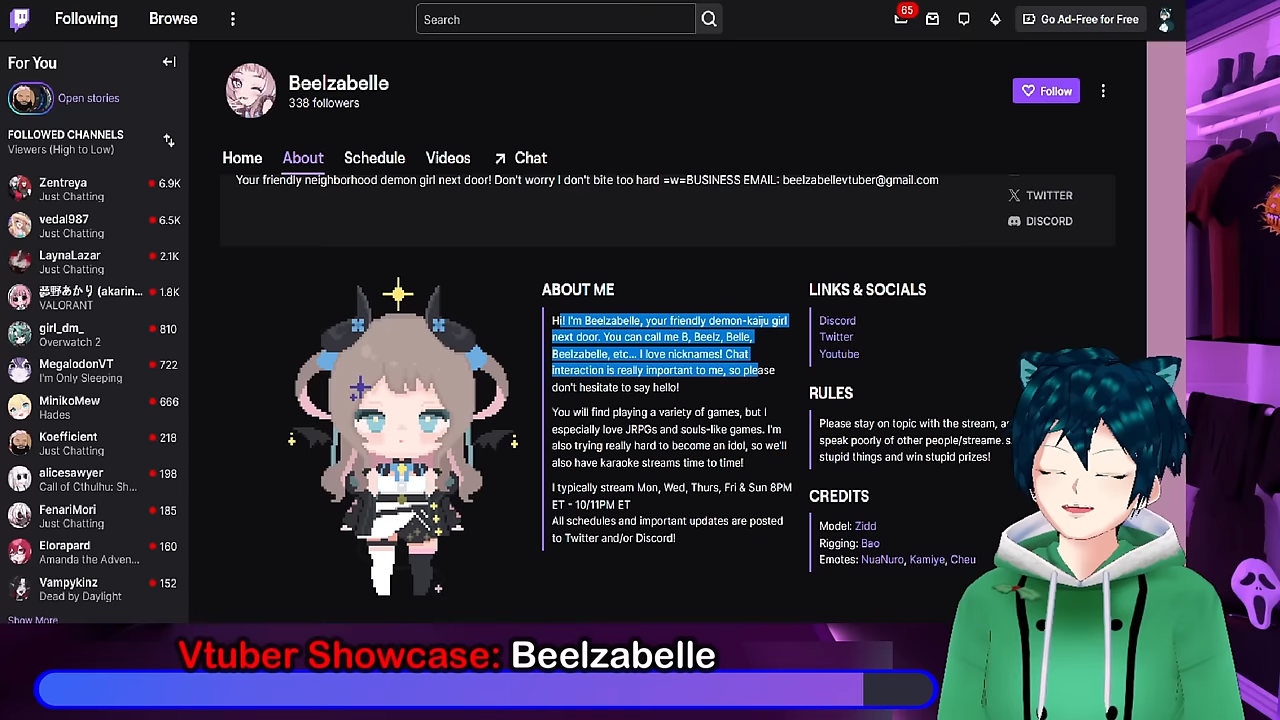 Following
Browse
Search
65
Go Ad-Free for Free
For You
Open stories
FOLLOWED CHANNELS
Viewers (High to Low)
Zentreya
6.9K
Just Chatting
vedal987
6.5K
Just Chatting
LaynaLazar
2.1K
Just Chatting
夢野あかり (akarin...
1.8K
VALORANT
girl_dm_
810
Overwatch 2
MegalodonVT
722
I'm Only Sleeping
MinikoMew
666
Hades
Koefficient
218
Just Chatting
alicesawyer
198
Call of Cthulhu: Sh...
FenariMori
185
Just Chatting
Elorapard
160
Amanda the Adven...
Vampykinz
152
Dead by Daylight
Show More
Beelzabelle
338 followers
Follow
Home
About
Schedule
Videos
Chat
Your friendly neighborhood demon girl next door! Don't worry I don't bite too hard =w=BUSINESS EMAIL: beelzabellevtuber@gmail.com
TWITTER
DISCORD
ABOUT ME
Hi! I'm Beelzabelle, your friendly demon-kaiju girl
next door. You can call me B, Beelz, Belle,
Beelzabelle, etc... I love nicknames! Chat
interaction is really important to me, so please
don't hesitate to say hello!
You will find playing a variety of games, but I
especially love JRPGs and souls-like games. I'm
also trying really hard to become an idol, so we'll
also have karaoke streams time to time!
I typically stream Mon, Wed, Thurs, Fri & Sun 8PM
ET - 10/11PM ET
All schedules and important updates are posted
to Twitter and/or Discord!
LINKS & SOCIALS
Discord
Twitter
Youtube
RULES
Please stay on topic with the stream,
speak poorly of other people/streame.
stupid things and win stupid prizes!
CREDITS
Model: Zidd
Rigging: Bao
Emotes: NuaNuro, Kamiye, Cheu
Vtuber Showcase: Beelzabelle